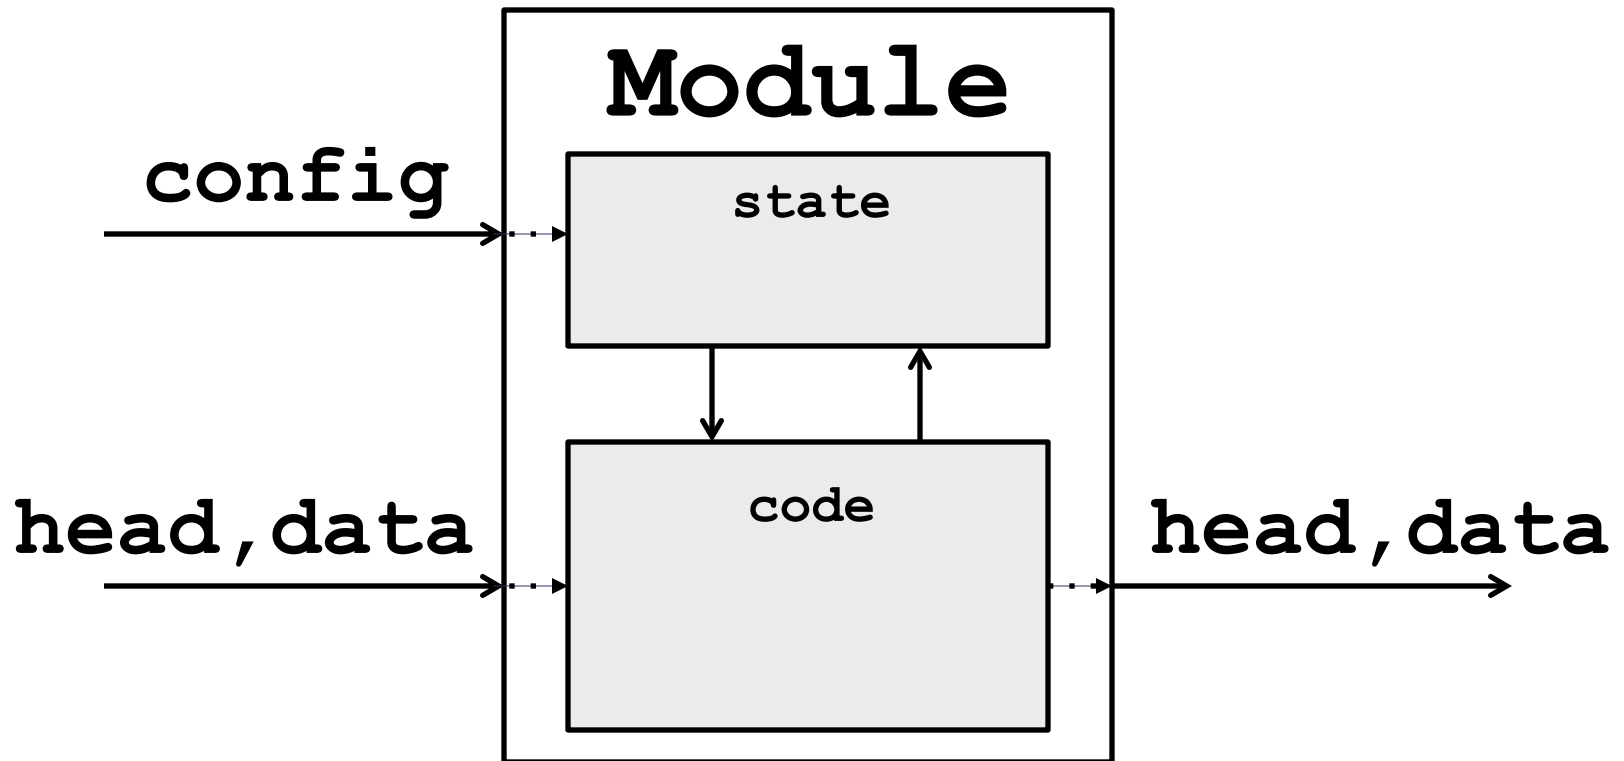 Module
config
state
code
head,data
head,data